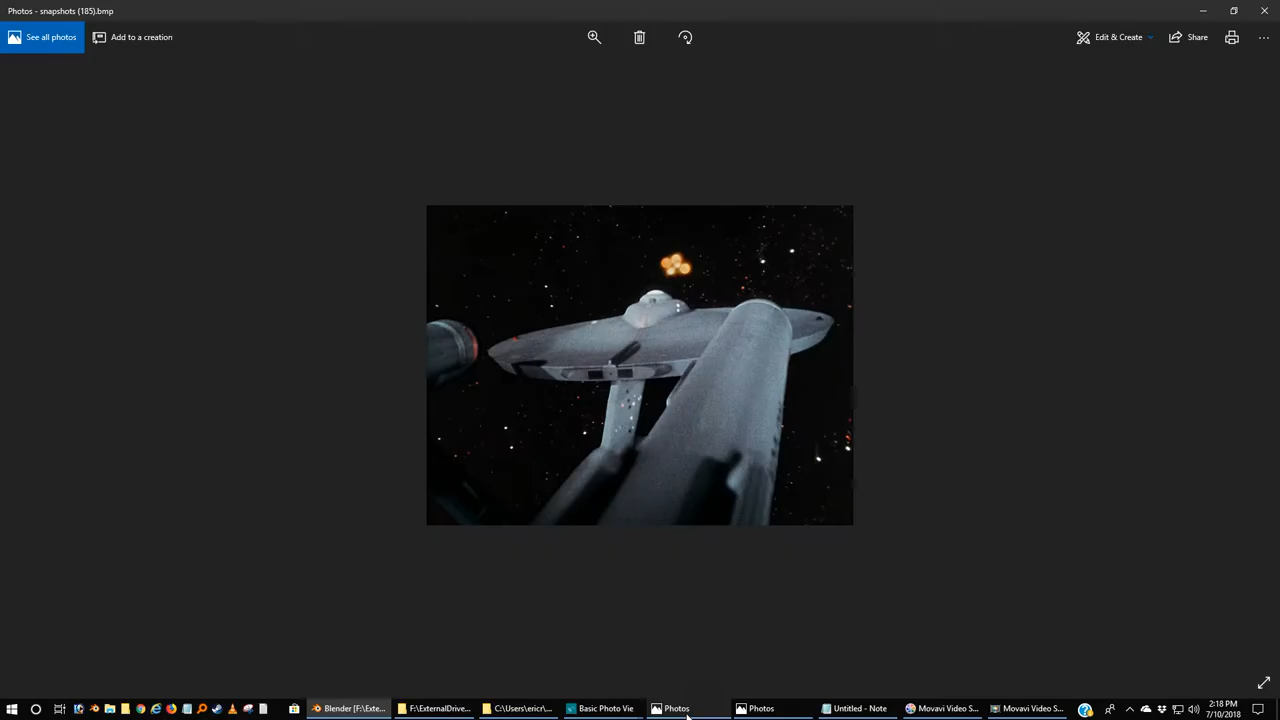 Photos - snapshots (185).bmp
See all photos
Add to a creation
Edit & Create
Share
Blender [F:\Exte...
F:\ExternalDrive...
C:\Users\ericr\...
Basic Photo Vie
Photos
Photos
Untitled - Note
Movavi Video S...
Movavi Video S...
2:18 PM
7/10/2018